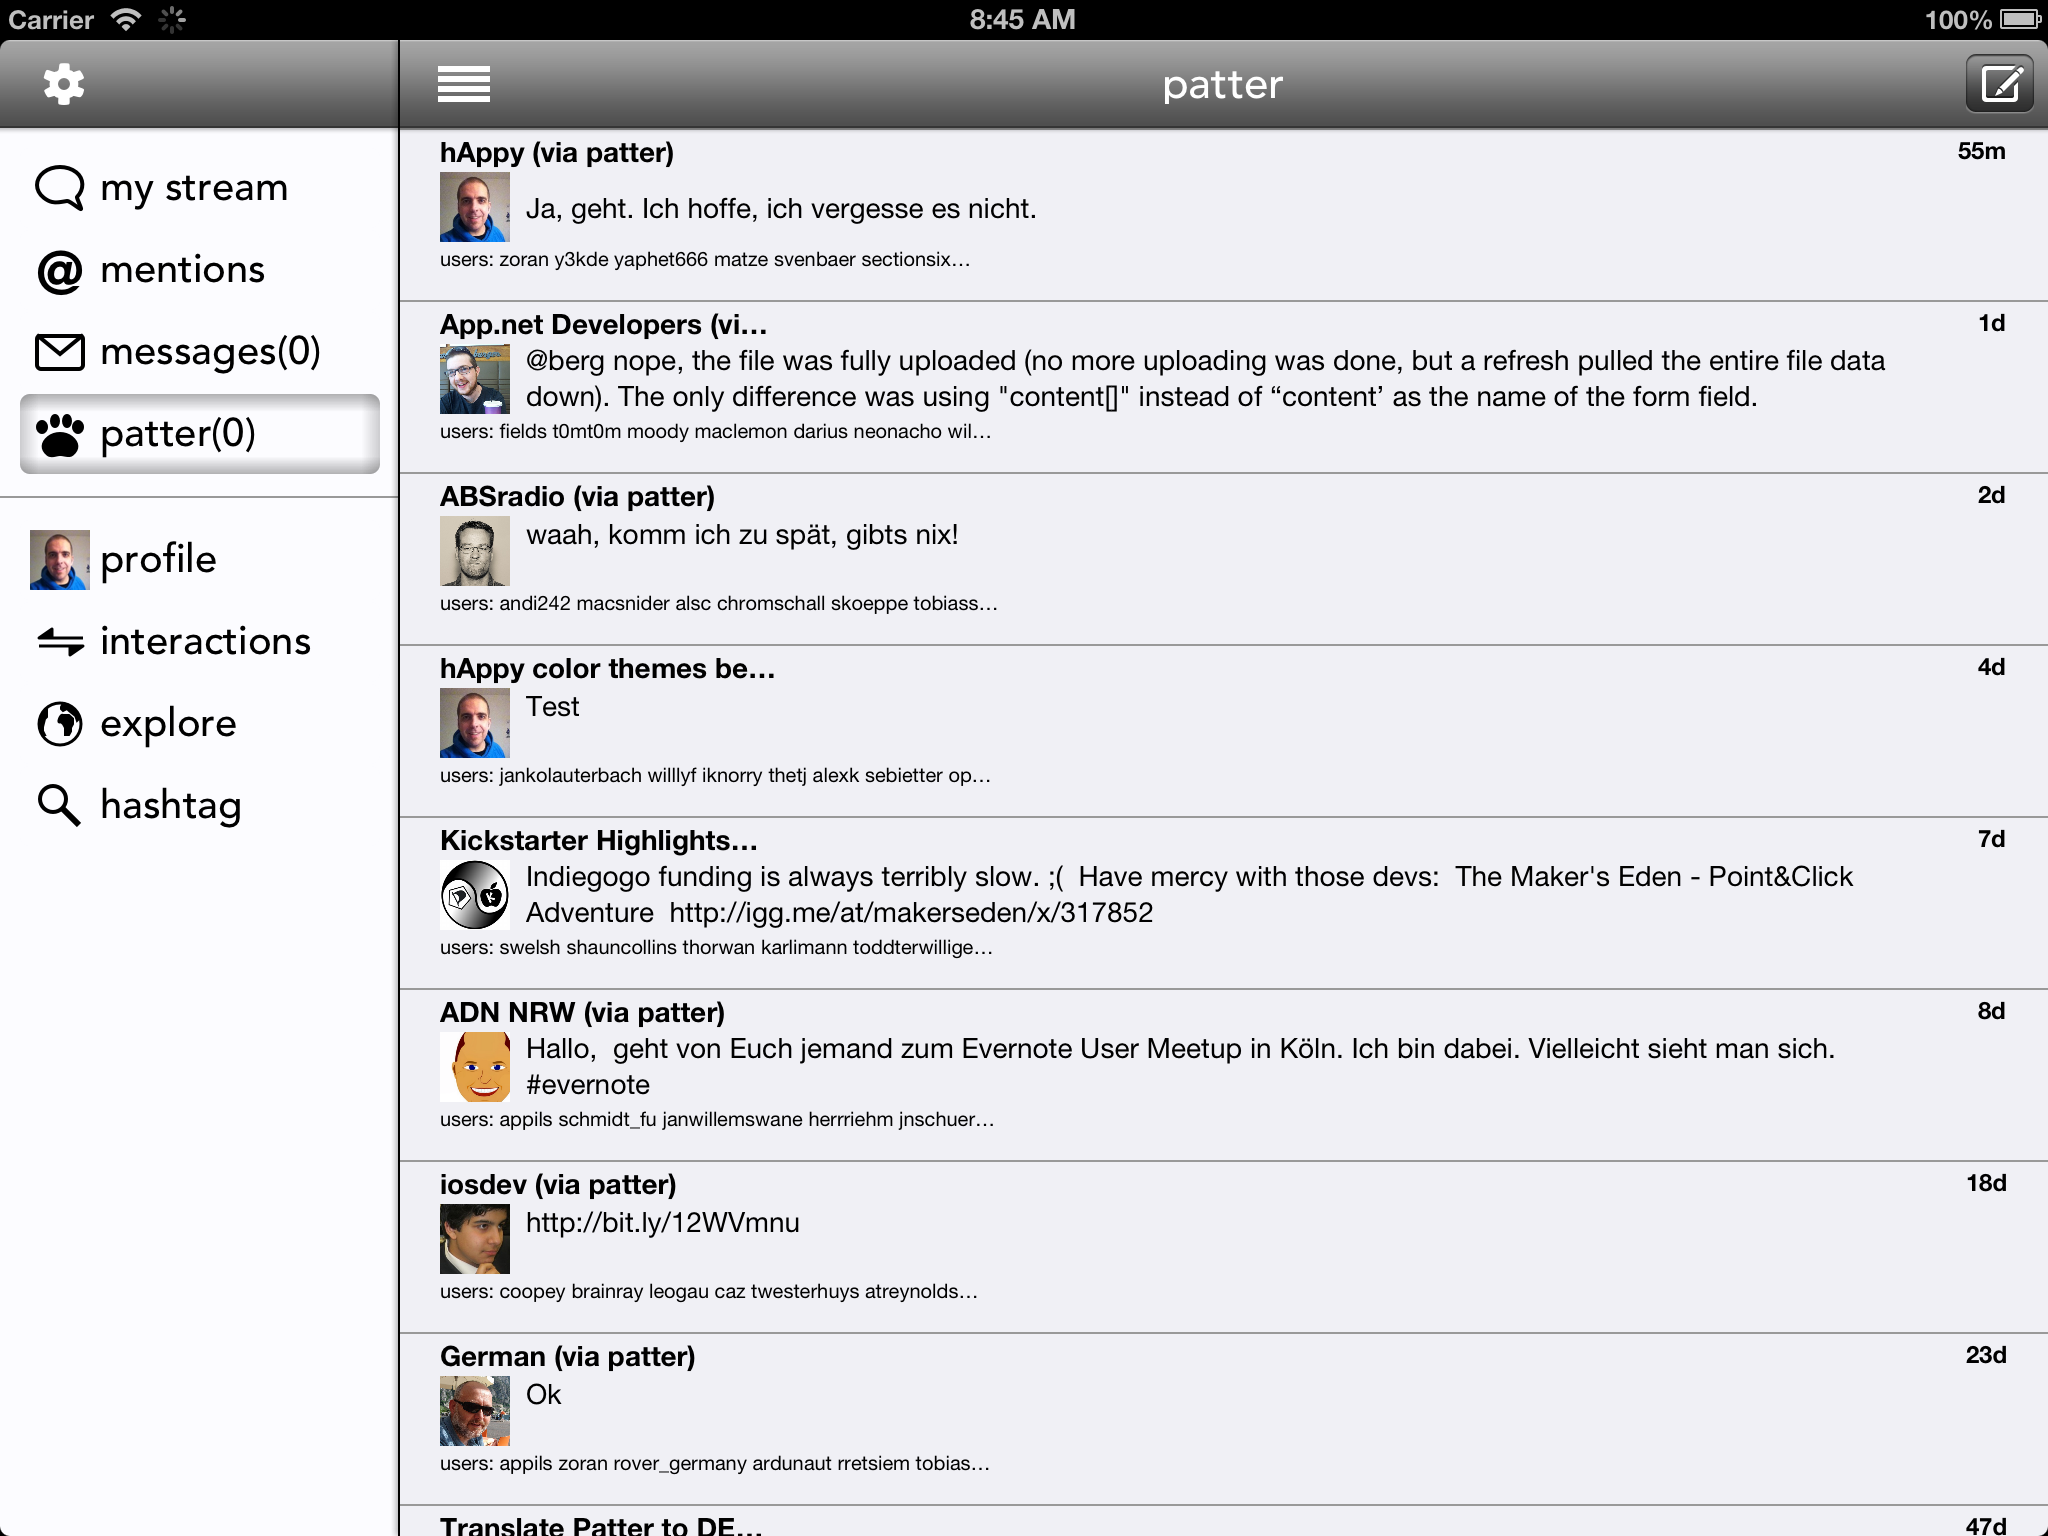 Carrier 8:45 AM 100%
patter
my stream
@ mentions
messages(0)
patter(0)
profile
interactions
explore
hashtag
hAppy (via patter) 55m
Ja, geht. Ich hoffe, ich vergesse es nicht.
users: zoran y3kde yaphet666 matze svenbaer sectionsix…
App.net Developers (vi… 1d
@berg nope, the file was fully uploaded (no more uploading was done, but a refresh pulled the entire file data
down). The only difference was using "content[]" instead of “content’ as the name of the form field.
users: fields t0mt0m moody maclemon darius neonacho wil…
ABSradio (via patter) 2d
waah, komm ich zu spät, gibts nix!
users: andi242 macsnider alsc chromschall skoeppe tobiass…
hAppy color themes be… 4d
Test
users: jankolauterbach willlyf iknorry thetj alexk sebietter op…
Kickstarter Highlights… 7d
Indiegogo funding is always terribly slow. ;(  Have mercy with those devs:  The Maker's Eden - Point&Click
Adventure  http://igg.me/at/makerseden/x/317852
users: swelsh shauncollins thorwan karlimann toddterwillige…
ADN NRW (via patter) 8d
Hallo,  geht von Euch jemand zum Evernote User Meetup in Köln. Ich bin dabei. Vielleicht sieht man sich.
#evernote
users: appils schmidt_fu janwillemswane herrriehm jnschuer…
iosdev (via patter) 18d
http://bit.ly/12WVmnu
users: coopey brainray leogau caz twesterhuys atreynolds…
German (via patter) 23d
Ok
users: appils zoran rover_germany ardunaut rretsiem tobias…
Translate Patter to DE… 47d